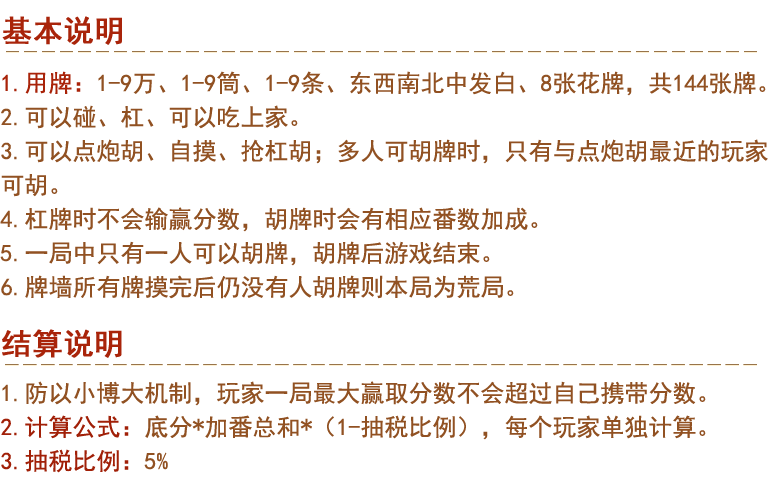 基本说明
1.用牌：1-9万、1-9筒、1-9条、东西南北中发白、8张花牌，共144张牌。
2.可以碰、杠、可以吃上家。
3.可以点炮胡、自摸、抢杠胡；多人可胡牌时，只有与点炮胡最近的玩家
可胡。
4.杠牌时不会输赢分数，胡牌时会有相应番数加成。
5.一局中只有一人可以胡牌，胡牌后游戏结束。
6.牌墙所有牌摸完后仍没有人胡牌则本局为荒局。
结算说明
1.防以小博大机制，玩家一局最大赢取分数不会超过自己携带分数。
2.计算公式：底分*加番总和*（1-抽税比例），每个玩家单独计算。
3.抽税比例：5%